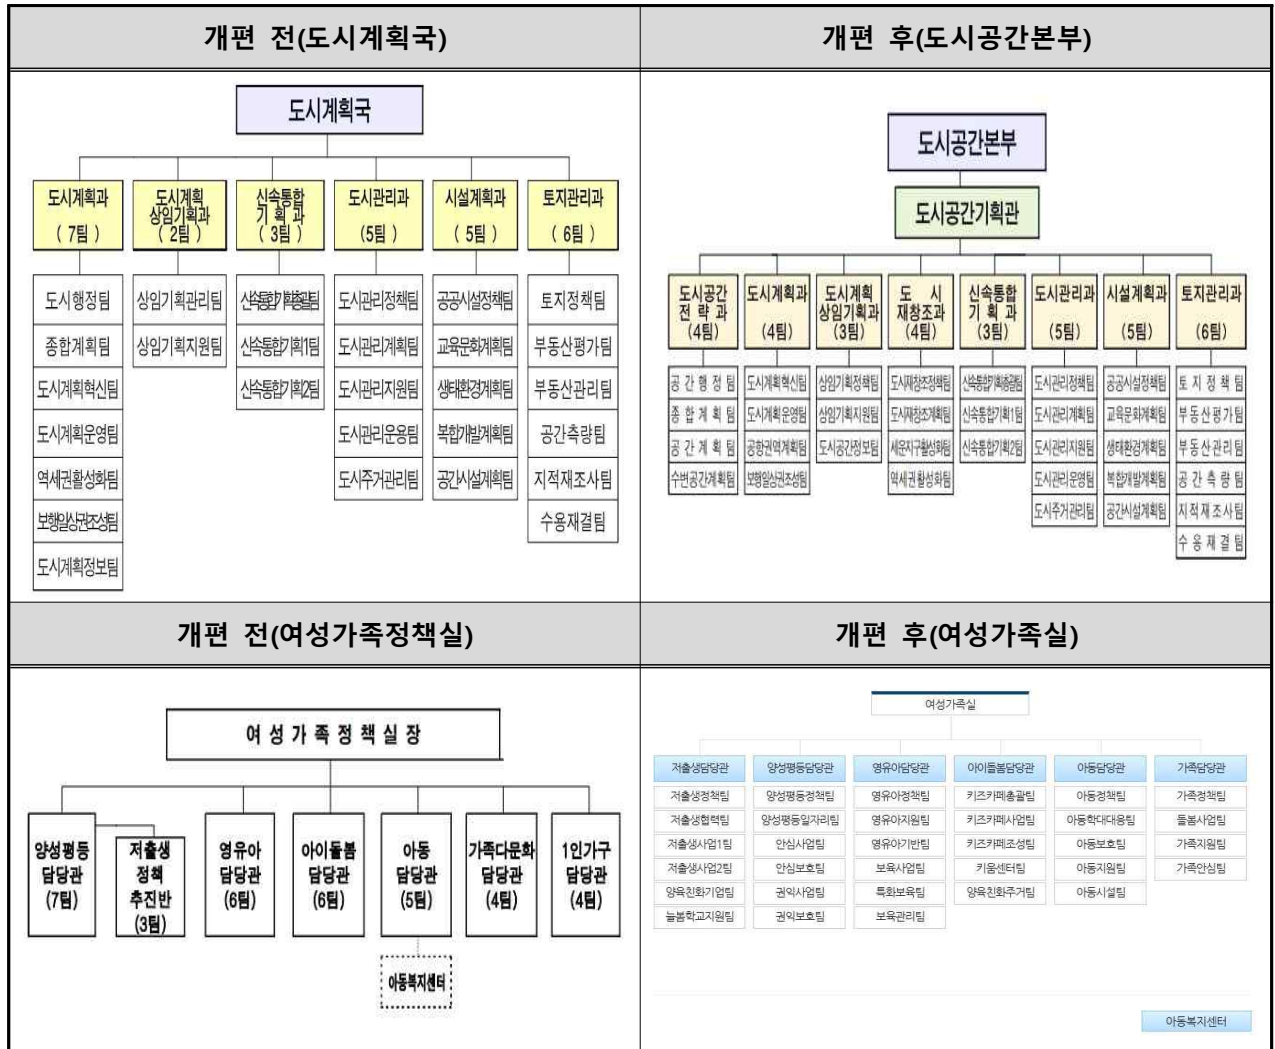 개편 전(도시계획국)
개편 후(도시공간본부)
도시계획국
도시계획과
( 7팀 )
도시계획
상임기획과
( 2팀 )
신속통합
기 획 과
( 3팀 )
도시관리과
(5팀 )
시설계획과
( 5팀 )
토지관리과
( 6팀 )
도시행정팀
종합계획팀
도시계획혁신팀
도시계획운영팀
역세권활성화팀
보행일상권조성팀
도시계획정보팀
상임기획관리팀
상임기획지원팀
신속통합기획총괄팀
신속통합기획1팀
신속통합기획2팀
도시관리정책팀
도시관리계획팀
도시관리지원팀
도시관리운용팀
도시주거관리팀
공공시설정책팀
교육문화계획팀
생태환경계획팀
복합개발계획팀
공간시설계획팀
토지정책팀
부동산평가팀
부동산관리팀
공간측량팀
지적재조사팀
수용재결팀
도시공간본부
도시공간기획관
도시공간
전 략 과
(4팀)
도시계획과
(4팀)
도시계획
상임기획과
(3팀)
도 시
재창조과
(4팀)
신속통합
기 획 과
(3팀)
도시관리과
(5팀)
시설계획과
(5팀)
토지관리과
(6팀)
공 간 행 정 팀
종 합 계 획 팀
공 간 계 획 팀
수변공간계획팀
도시계획혁신팀
도시계획운영팀
공항권역계획팀
보행일상권조성팀
상임기획정책팀
상임기획지원팀
도시공간정보팀
도시재창조정책팀
도시재창조계획팀
세운지구활성화팀
역세권활성화팀
신속통합기획총괄팀
신속통합기획1팀
신속통합기획2팀
도시관리정책팀
도시관리계획팀
도시관리지원팀
도시관리운영팀
도시주거관리팀
공공시설정책팀
교육문화계획팀
생태환경계획팀
복합개발계획팀
공간시설계획팀
토 지 정 책 팀
부동산평가팀
부동산관리팀
공 간 측 량 팀
지적재조사팀
수 용 재 결 팀
개편 전(여성가족정책실)
개편 후(여성가족실)
여 성 가 족 정 책 실 장
양성평등
담당관
(7팀)
저출생
정책
추진반
(3팀)
영유아
담당관
(6팀)
아이돌봄
담당관
(6팀)
아동
담당관
(5팀)
가족다문화
담당관
(4팀)
1인가구
담당관
(4팀)
아동복지센터
여성가족실
저출생담당관
저출생정책팀
저출생협력팀
저출생사업1팀
저출생사업2팀
양육친화기업팀
늘봄학교지원팀
양성평등담당관
양성평등정책팀
양성평등일자리팀
안심사업팀
안심보호팀
권익사업팀
권익보호팀
영유아담당관
영유아정책팀
영유아지원팀
영유아기반팀
보육사업팀
특화보육팀
보육관리팀
아이돌봄담당관
키즈카페총괄팀
키즈카페사업팀
키즈카페조성팀
키움센터팀
양육친화주거팀
아동담당관
아동정책팀
아동학대대응팀
아동보호팀
아동지원팀
아동시설팀
가족담당관
가족정책팀
돌봄사업팀
가족지원팀
가족안심팀
아동복지센터